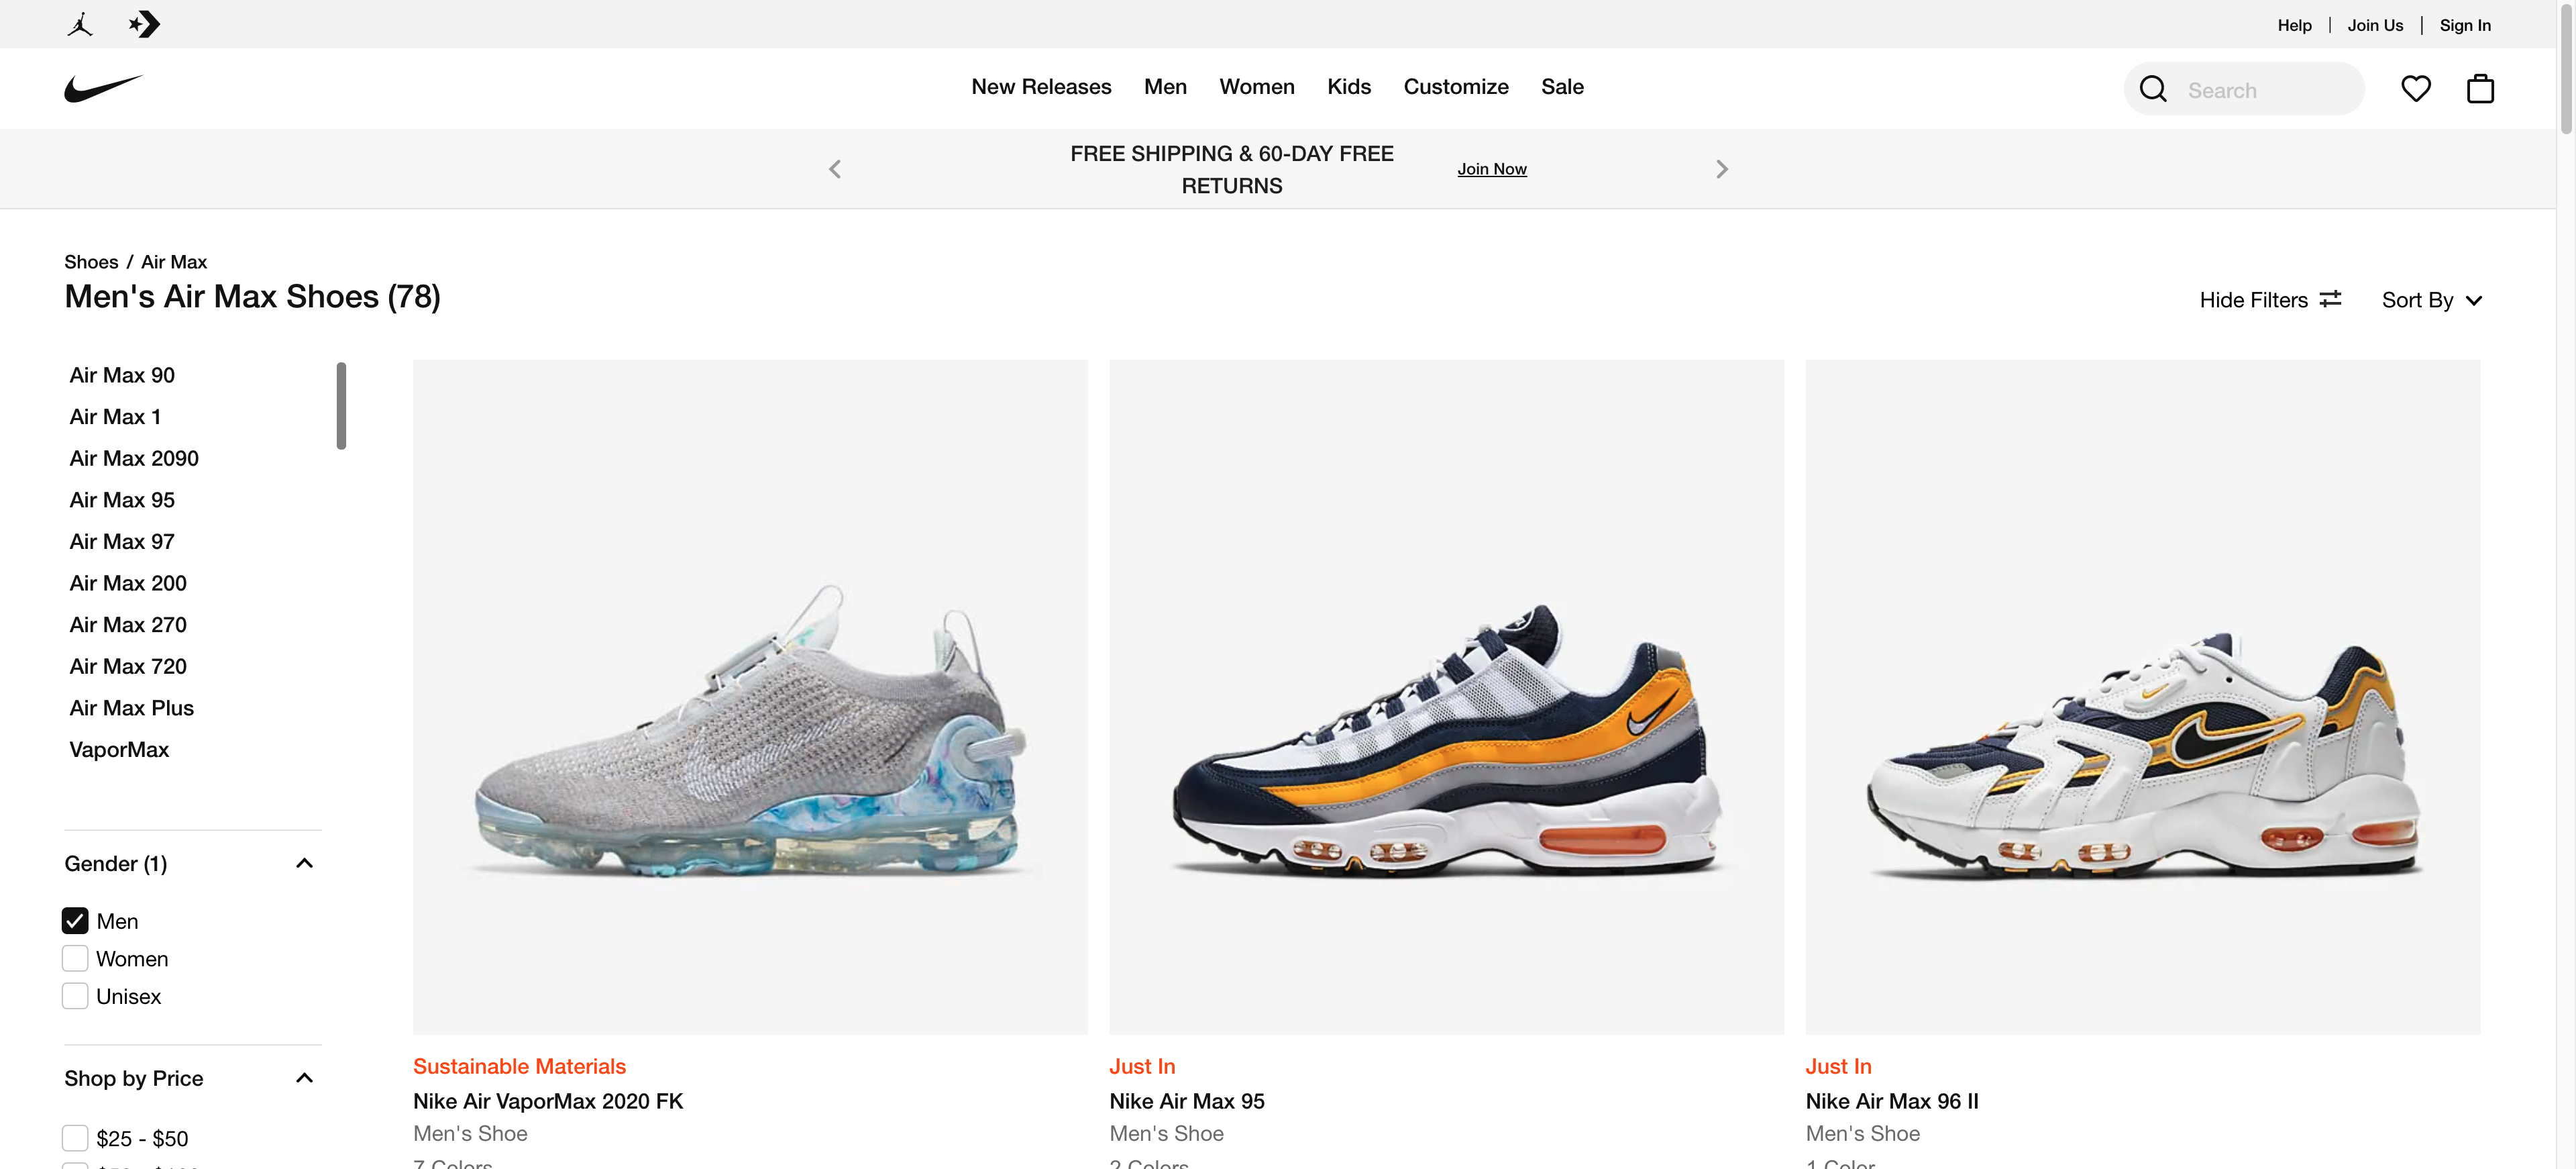 Help | Join Us | Sign In
New Releases Men Women Kids Customize Sale
Search
FREE SHIPPING & 60-DAY FREE
RETURNS
Join Now
Shoes / Air Max
Men's Air Max Shoes (78)
Hide Filters
Sort By
Air Max 90
Air Max 1
Air Max 2090
Air Max 95
Air Max 97
Air Max 200
Air Max 270
Air Max 720
Air Max Plus
VaporMax
Gender (1)
Men
Women
Unisex
Shop by Price
$25 - $50
Sustainable Materials
Nike Air VaporMax 2020 FK
Men's Shoe
7 Colors
Just In
Nike Air Max 95
Men's Shoe
2 Colors
Just In
Nike Air Max 96 II
Men's Shoe
1 Color